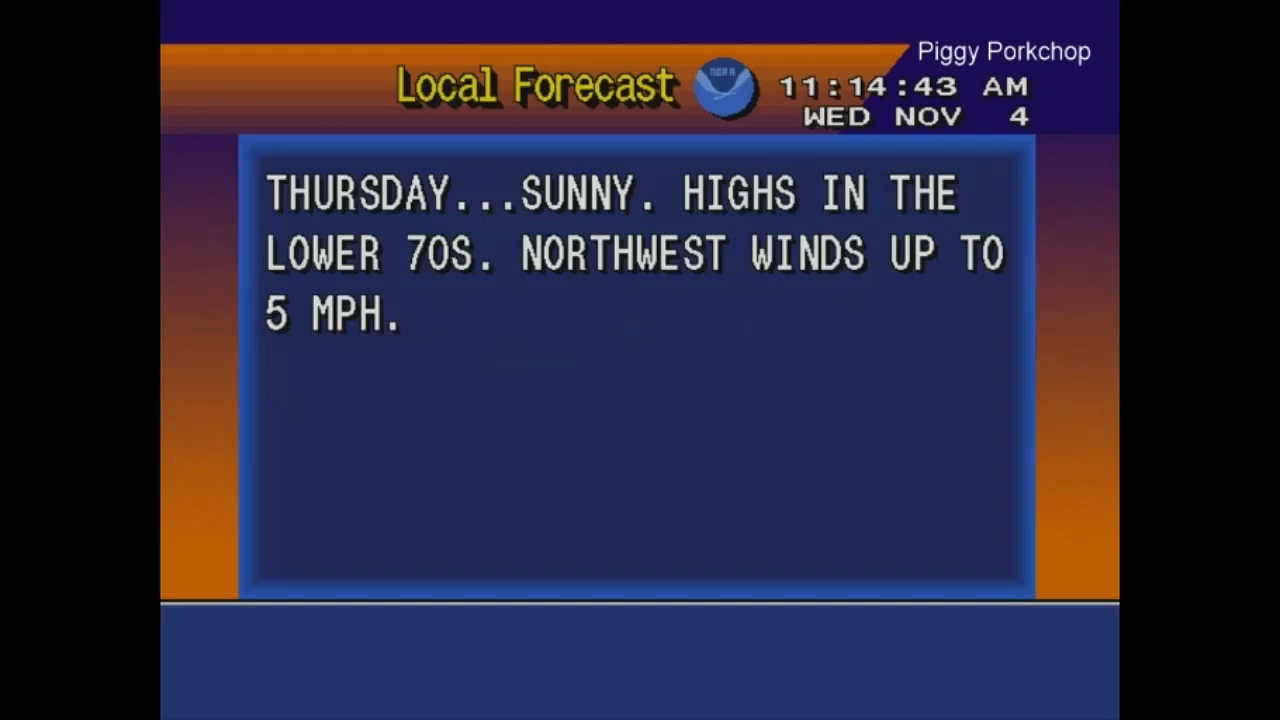 Piggy Porkchop
Local Forecast
NOAA
11:14:43 AM
WED NOV 4
THURSDAY...SUNNY. HIGHS IN THE
LOWER 70S. NORTHWEST WINDS UP TO
5 MPH.